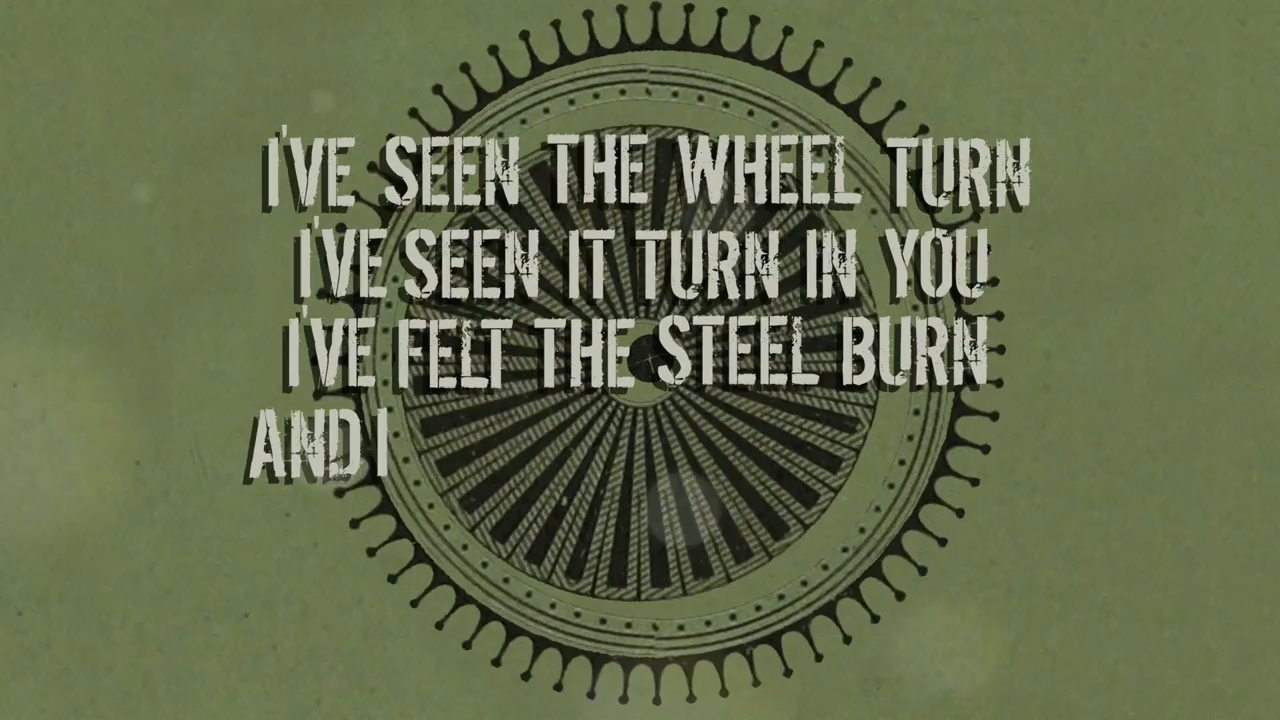 I'VE SEEN THE WHEEL TURN
I'VE SEEN IT TURN IN YOU
I'VE FELT THE STEEL BURN
AND I